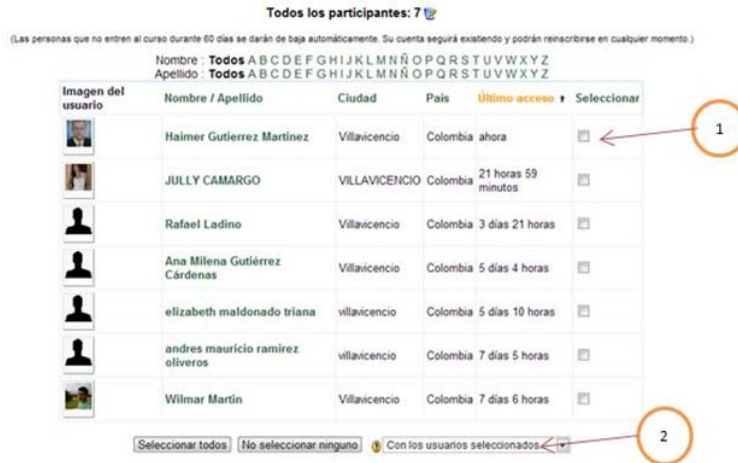 Todos los participantes: 7
(Las personas que no entren al curso durante 60 días se darán de baja automáticamente. Su cuenta seguirá existiendo y podrán reinscribirse en cualquier momento.)
Nombre : Todos A B C D E F G H I J K L M N Ñ O P Q R S T U V W X Y Z
Apellido : Todos A B C D E F G H I J K L M N Ñ O P Q R S T U V W X Y Z
Imagen del usuario Nombre / Apellido Ciudad País Último acceso Seleccionar
Haimer Gutierrez Martinez Villavicencio Colombia ahora
1
JULLY CAMARGO VILLAVICENCIO Colombia 21 horas 59 minutos
Rafael Ladino Villavicencio Colombia 3 días 21 horas
Ana Milena Gutiérrez Cárdenas Villavicencio Colombia 5 días 4 horas
elizabeth maldonado triana villavicencio Colombia 5 días 10 horas
andres mauricio ramirez oliveros villavicencio Colombia 7 días 5 horas
Wilmar Martin Villavicencio Colombia 7 días 6 horas
Seleccionar todos No seleccionar ninguno Con los usuarios seleccionados...
2